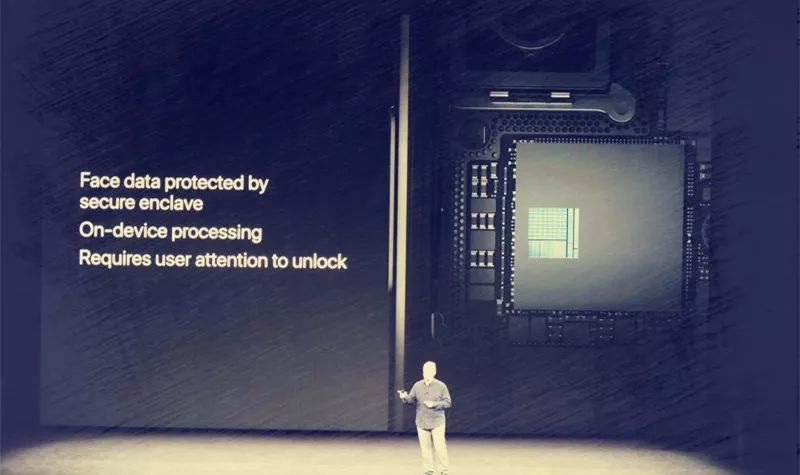 Face data protected by
secure enclave
On-device processing
Requires user attention to unlock